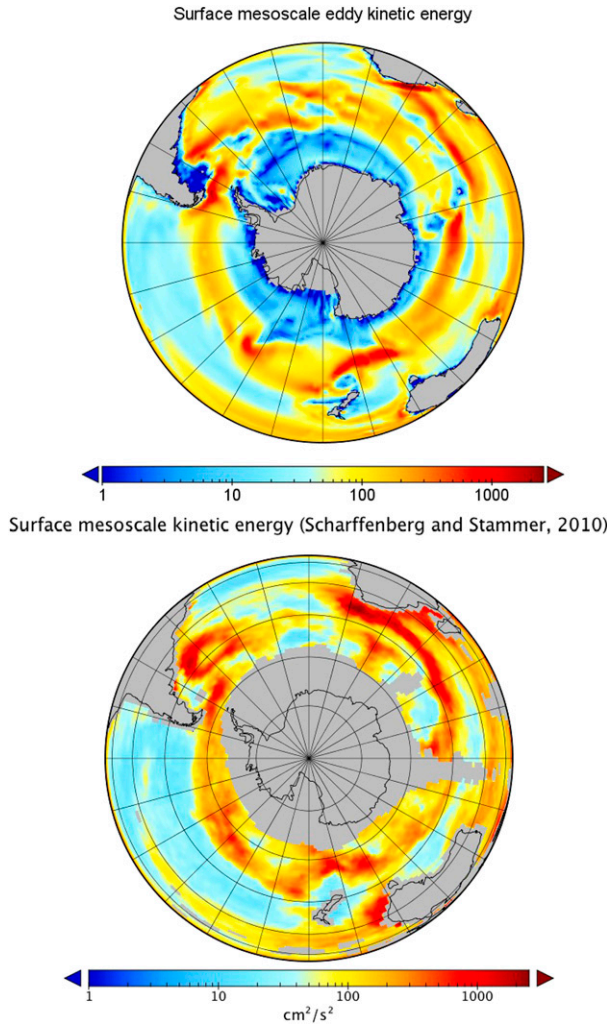 Surface mesoscale eddy kinetic energy
1 10 100 1000
Surface mesoscale kinetic energy (Scharffenberg and Stammer, 2010)
1 10 100 1000
cm²/s²